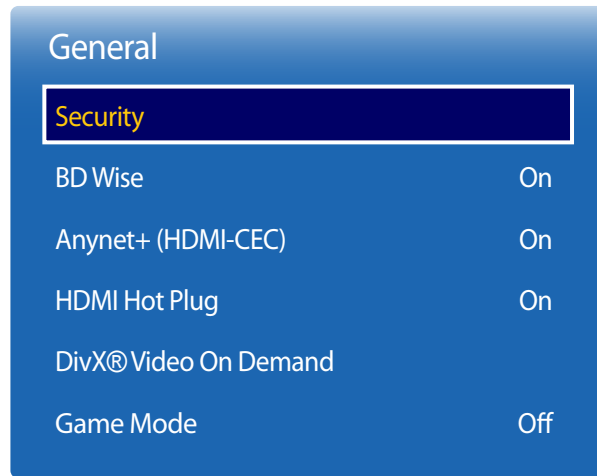 General
Security
BD Wise On
Anynet+ (HDMI-CEC) On
HDMI Hot Plug On
DivX® Video On Demand
Game Mode Off